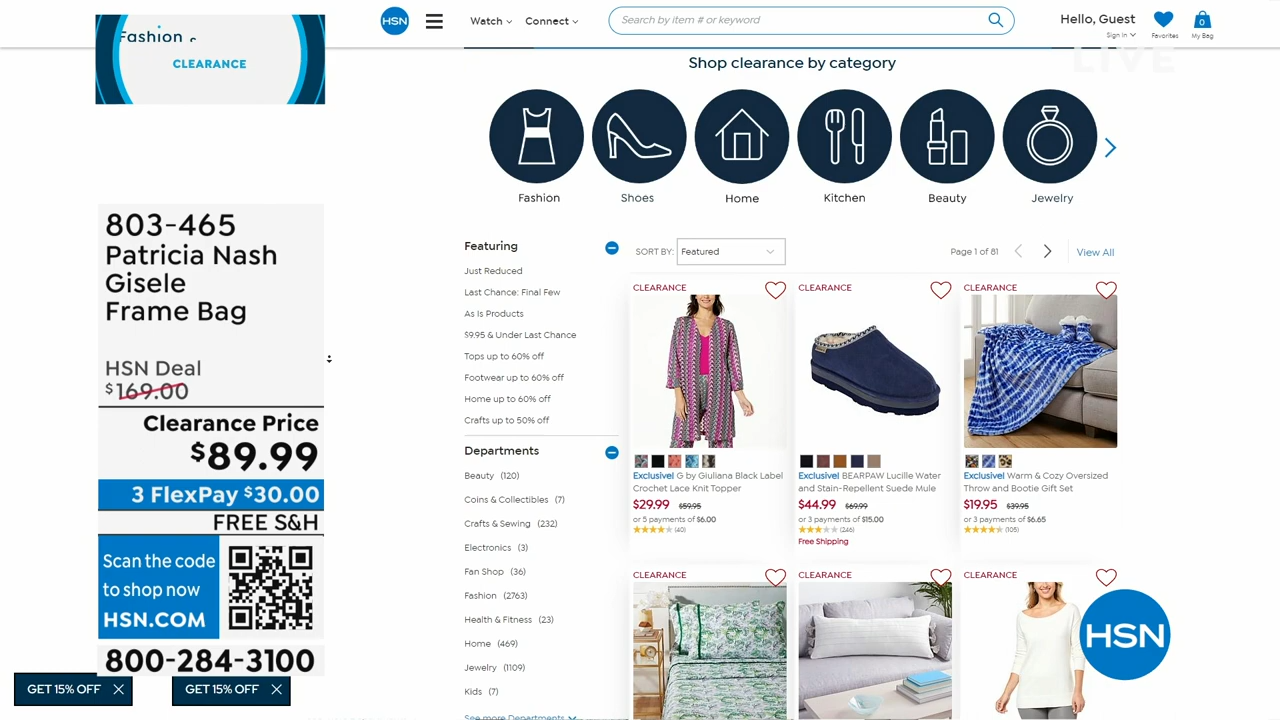 Fashion
CLEARANCE
HSN
Watch
Connect
Search by item # or keyword
Hello, Guest
Sign In
Favorites
0
My Bag
LIVE
Shop clearance by category
Fashion
Shoes
Home
Kitchen
Beauty
Jewelry
803-465
Patricia Nash
Gisele
Frame Bag
HSN Deal
$169.00
Clearance Price
$89.99
3 FlexPay $30.00
FREE S&H
Scan the code
to shop now
HSN.COM
800-284-3100
GET 15% OFF
GET 15% OFF
Featuring
Just Reduced
Last Chance: Final Few
As Is Products
$9.95 & Under Last Chance
Tops up to 60% off
Footwear up to 60% off
Home up to 60% off
Crafts up to 50% off
Departments
Beauty (120)
Coins & Collectibles (7)
Crafts & Sewing (232)
Electronics (3)
Fan Shop (36)
Fashion (2763)
Health & Fitness (23)
Home (469)
Jewelry (1109)
Kids (7)
See more Departments
SORT BY: Featured
Page 1 of 81
View All
CLEARANCE
Exclusive! G by Giuliana Black Label
Crochet Lace Knit Topper
$29.99 $59.95
or 5 payments of $6.00
(40)
CLEARANCE
Exclusive! BEARPAW Lucille Water
and Stain-Repellent Suede Mule
$44.99 $69.99
or 3 payments of $15.00
(246)
Free Shipping
CLEARANCE
Exclusive! Warm & Cozy Oversized
Throw and Bootie Gift Set
$19.95 $39.95
or 3 payments of $6.65
(105)
CLEARANCE
CLEARANCE
CLEARANCE
HSN